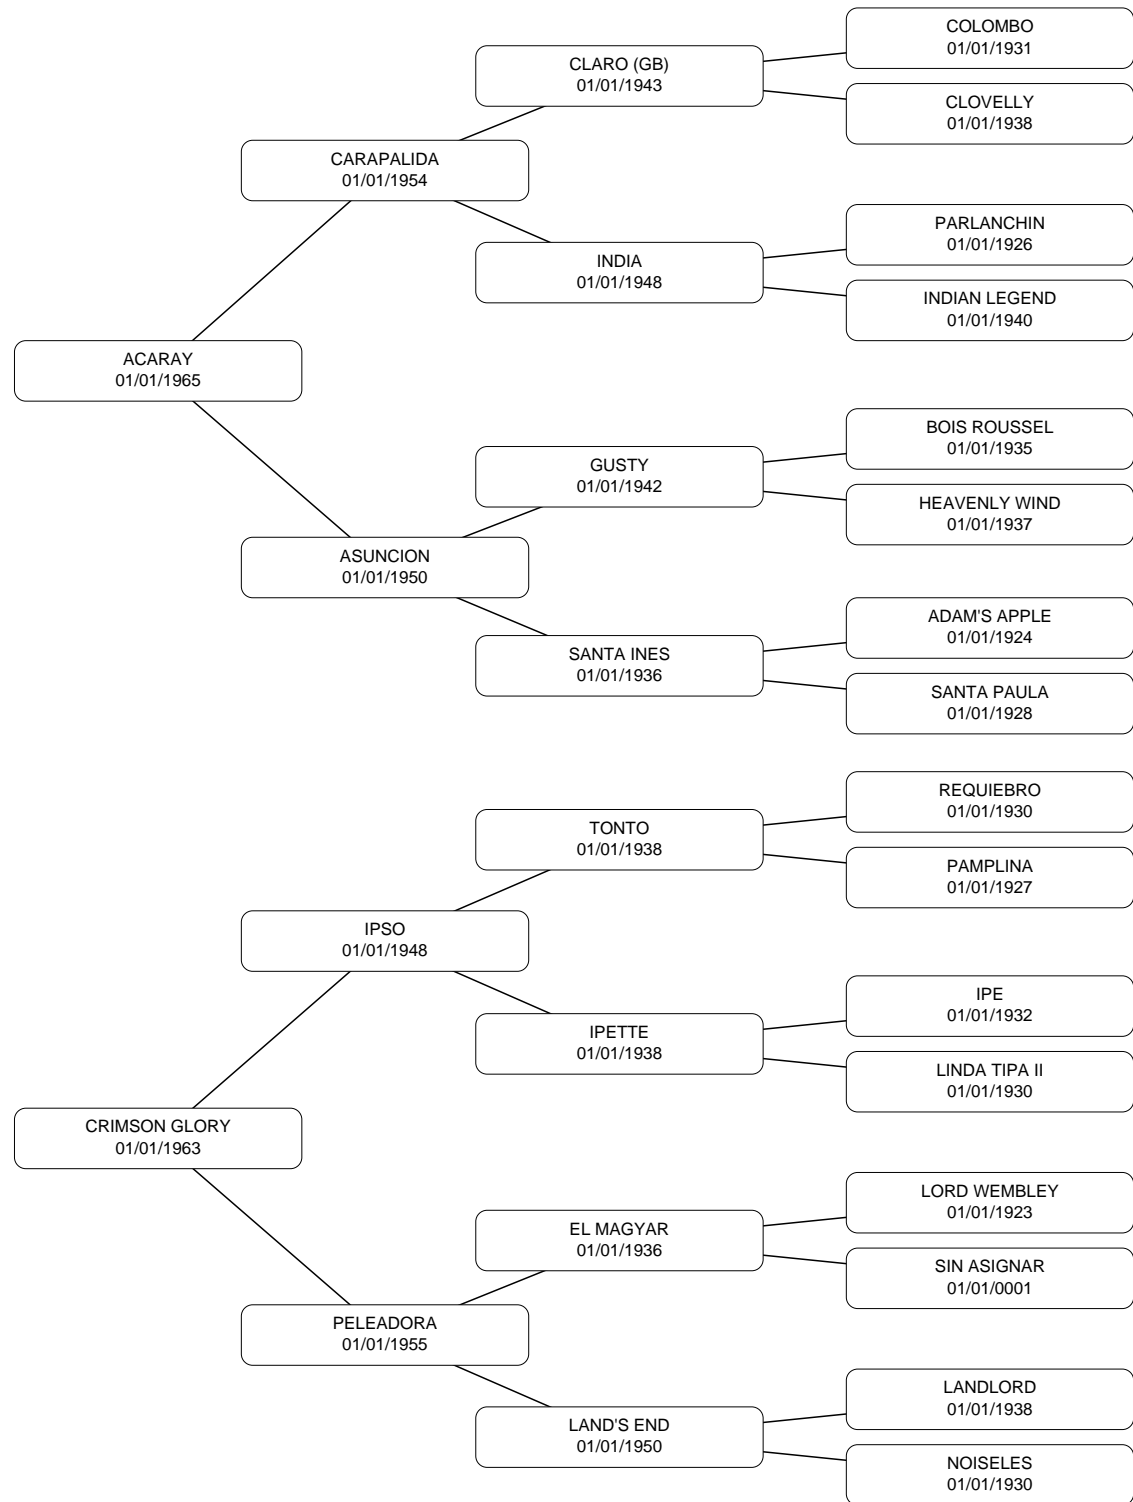 COLOMBO
01/01/1931
CLARO (GB)
01/01/1943
CLOVELLY
01/01/1938
CARAPALIDA
01/01/1954
PARLANCHIN
01/01/1926
INDIA
01/01/1948
INDIAN LEGEND
01/01/1940
ACARAY
01/01/1965
BOIS ROUSSEL
01/01/1935
GUSTY
01/01/1942
HEAVENLY WIND
01/01/1937
ASUNCION
01/01/1950
ADAM'S APPLE
01/01/1924
SANTA INES
01/01/1936
SANTA PAULA
01/01/1928
REQUIEBRO
01/01/1930
TONTO
01/01/1938
PAMPLINA
01/01/1927
IPSO
01/01/1948
IPE
01/01/1932
IPETTE
01/01/1938
LINDA TIPA II
01/01/1930
CRIMSON GLORY
01/01/1963
LORD WEMBLEY
01/01/1923
EL MAGYAR
01/01/1936
SIN ASIGNAR
01/01/0001
PELEADORA
01/01/1955
LANDLORD
01/01/1938
LAND'S END
01/01/1950
NOISELES
01/01/1930